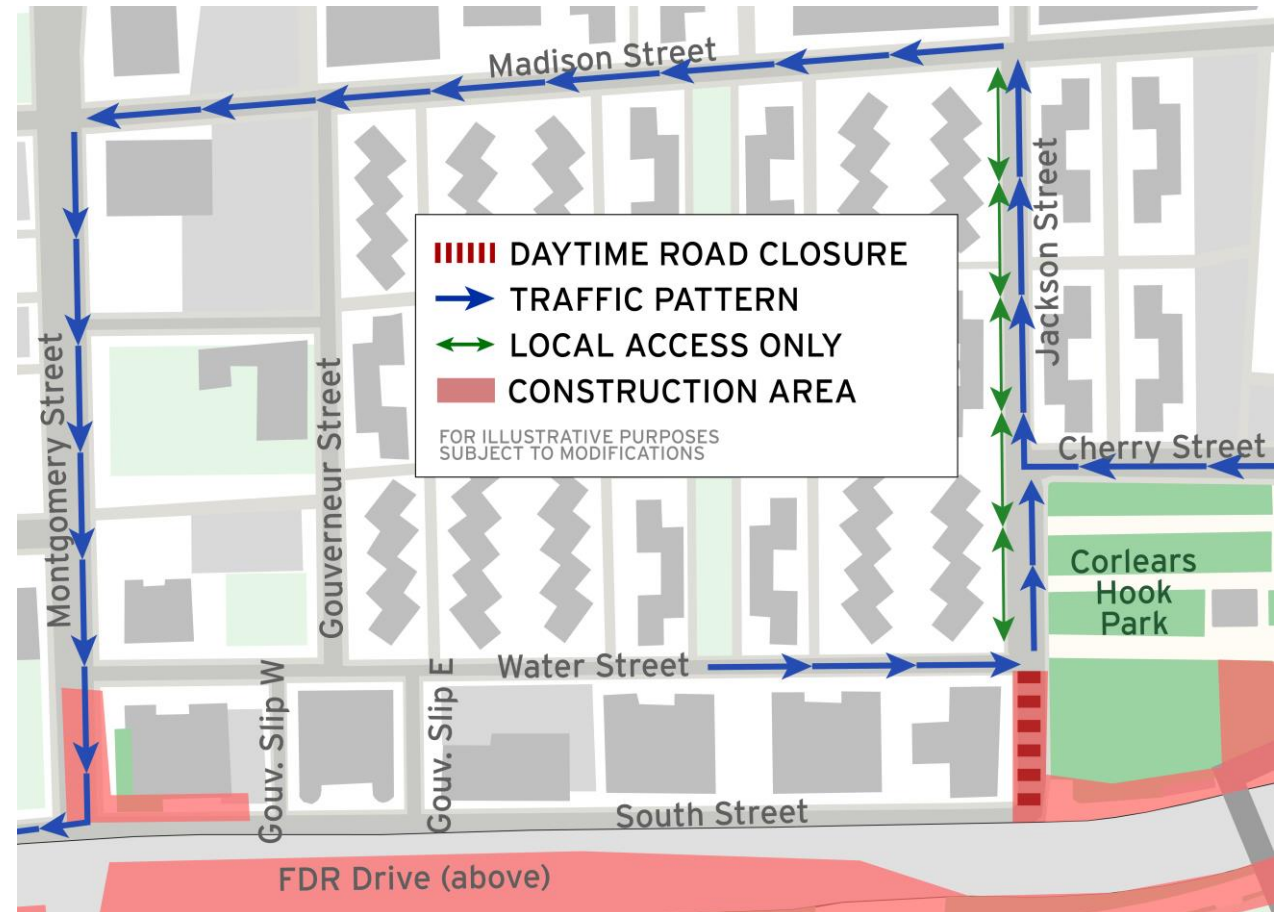 Madison Street
DAYTIME ROAD CLOSURE
TRAFFIC PATTERN
LOCAL ACCESS ONLY
CONSTRUCTION AREA
FOR ILLUSTRATIVE PURPOSES
SUBJECT TO MODIFICATIONS
Jackson Street
Montgomery Street
Gouverneur Street
Cherry Street
Corlears
Hook
Park
Water Street
Gouv. Slip W
Gouv. Slip E
South Street
FDR Drive (above)